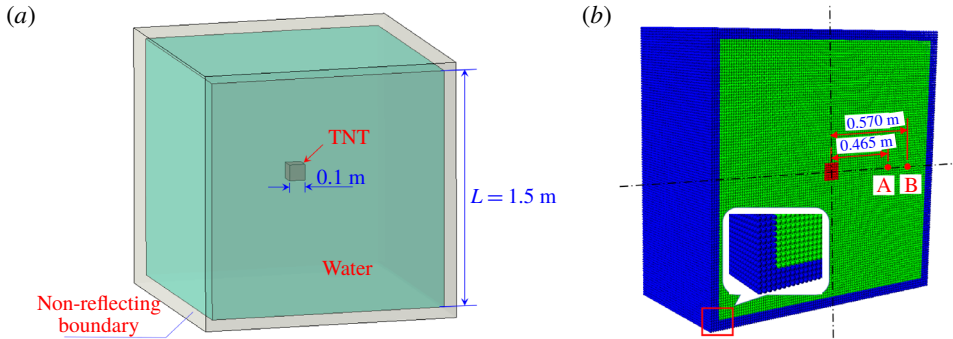 (a)
TNT
0.1 m
L = 1.5 m
Water
Non-reflecting
boundary
(b)
0.570 m
0.465 m
A
B